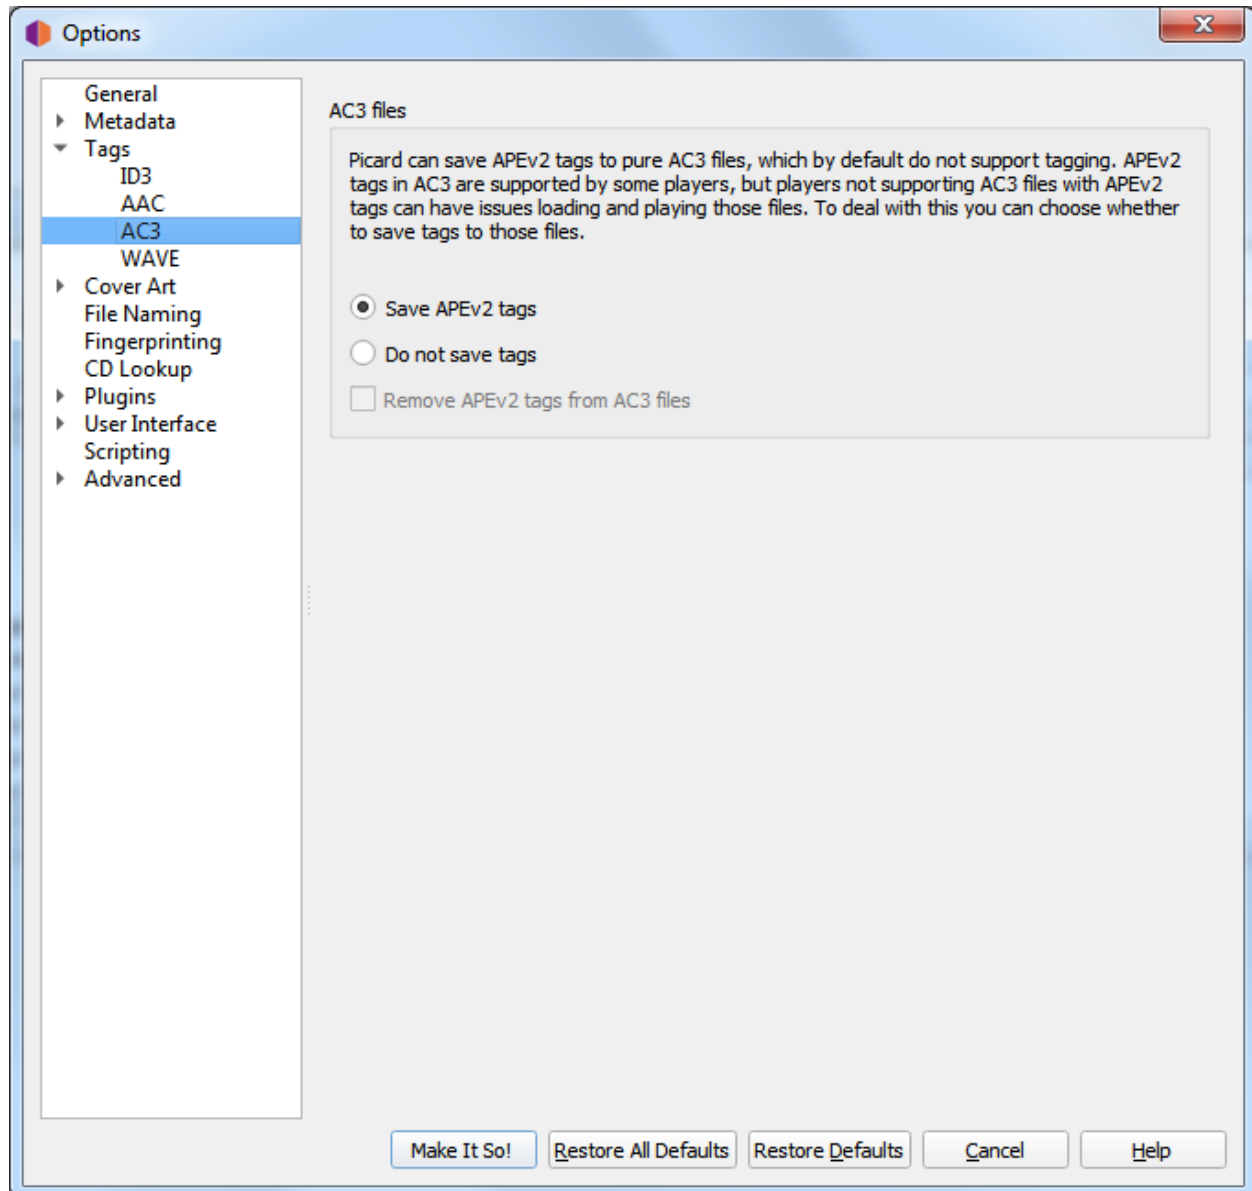 Options
General
Metadata
Tags
ID3
AAC
AC3
WAVE
Cover Art
File Naming
Fingerprinting
CD Lookup
Plugins
User Interface
Scripting
Advanced
AC3 files
Picard can save APEv2 tags to pure AC3 files, which by default do not support tagging. APEv2
tags in AC3 are supported by some players, but players not supporting AC3 files with APEv2
tags can have issues loading and playing those files. To deal with this you can choose whether
to save tags to those files.
Save APEv2 tags
Do not save tags
Remove APEv2 tags from AC3 files
Make It So!
Restore All Defaults
Restore Defaults
Cancel
Help